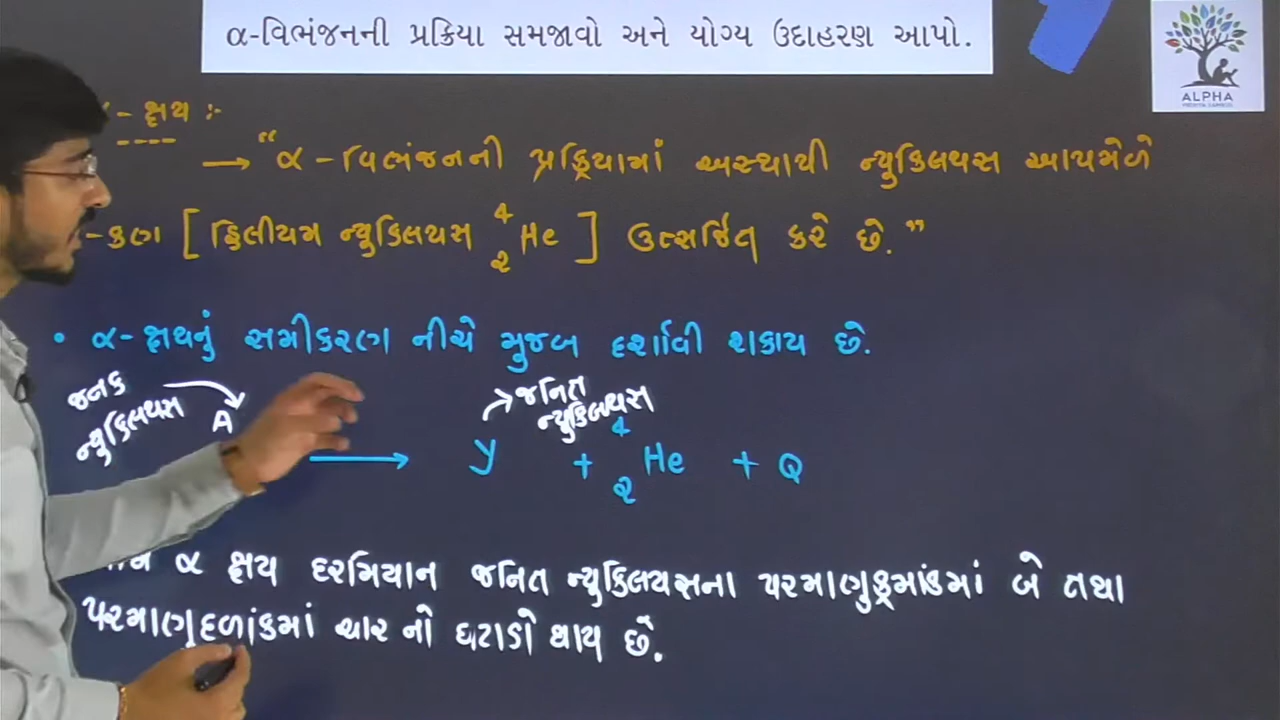 α-વિભંજનની પ્રક્રિયા સમજાવો અને યોગ્ય ઉદાહરણ આપો.
ALPHA
- ક્ષય :-
→ “α - વિભંજનની પ્રક્રિયામાં અસ્થાયી ન્યુક્લિયસ આપમેળે
-કણ [ હિલીયમ ન્યુક્લિયસ ⁴₂He ] ઉત્સર્જિત કરે છે.”
• α-ક્ષયનું સમીકરણ નીચે મુજબ દર્શાવી શકાય છે.
જનક
ન્યુક્લિયસ
→ જનિત
ન્યુક્લિયસ
A → y + ⁴₂He + Q
α ક્ષય દરમિયાન જનિત ન્યુક્લિયસના પરમાણુક્રમાંકમાં બે તથા
પરમાણુદળાંકમાં ચાર નો ઘટાડો થાય છે.